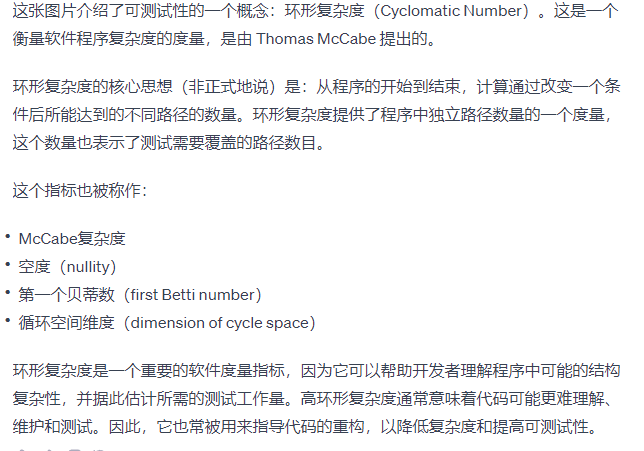 这张图片介绍了可测试性的一个概念：环形复杂度（Cyclomatic Number）。这是一个
衡量软件程序复杂度的度量，是由 Thomas McCabe 提出的。
环形复杂度的核心思想（非正式地说）是：从程序的开始到结束，计算通过改变一个条
件后所能达到的不同路径的数量。环形复杂度提供了程序中独立路径数量的一个度量，
这个数量也表示了测试需要覆盖的路径数目。
这个指标也被称作：
• McCabe复杂度
• 空度（nullity）
• 第一个贝蒂数（first Betti number）
• 循环空间维度（dimension of cycle space）
环形复杂度是一个重要的软件度量指标，因为它可以帮助开发者理解程序中可能的结构
复杂性，并据此估计所需的测试工作量。高环形复杂度通常意味着代码可能更难理解、
维护和测试。因此，它也常被用来指导代码的重构，以降低复杂度和提高可测试性。